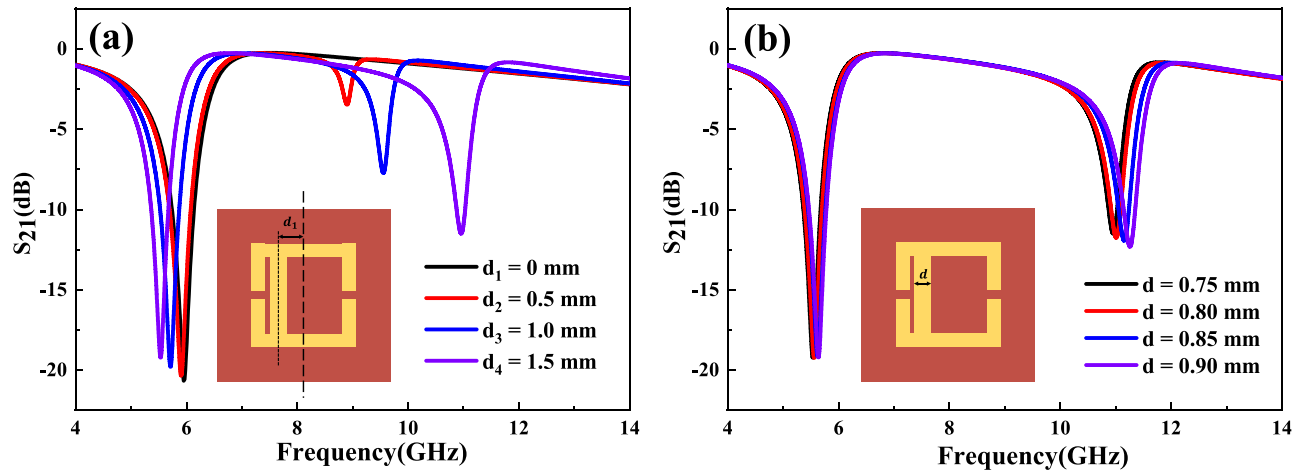 (a)
0
-5
-10
-15
-20
S21(dB)
4 6 8 10 12 14
Frequency(GHz)
d1
d1 = 0 mm
d2 = 0.5 mm
d3 = 1.0 mm
d4 = 1.5 mm
(b)
0
-5
-10
-15
-20
S21(dB)
4 6 8 10 12 14
Frequency(GHz)
d
d = 0.75 mm
d = 0.80 mm
d = 0.85 mm
d = 0.90 mm